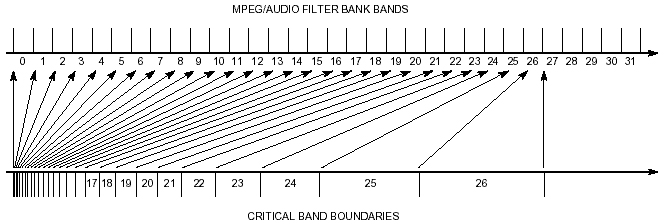 MPEG/AUDIO FILTER BANK BANDS
0 1 2 3 4 5 6 7 8 9 10 11 12 13 14 15 16 17 18 19 20 21 22 23 24 25 26 27 28 29 30 31
17 18 19 20 21 22 23 24 25 26
CRITICAL BAND BOUNDARIES